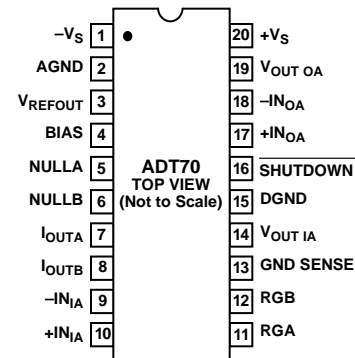 –VS 1 20 +VS
AGND 2 19 VOUT OA
VREFOUT 3 18 –INOA
BIAS 4 17 +INOA
NULLA 5 ADT70 16 SHUTDOWN
TOP VIEW
NULLB 6 (Not to Scale) 15 DGND
IOUTA 7 14 VOUT IA
IOUTB 8 13 GND SENSE
–INIA 9 12 RGB
+INIA 10 11 RGA